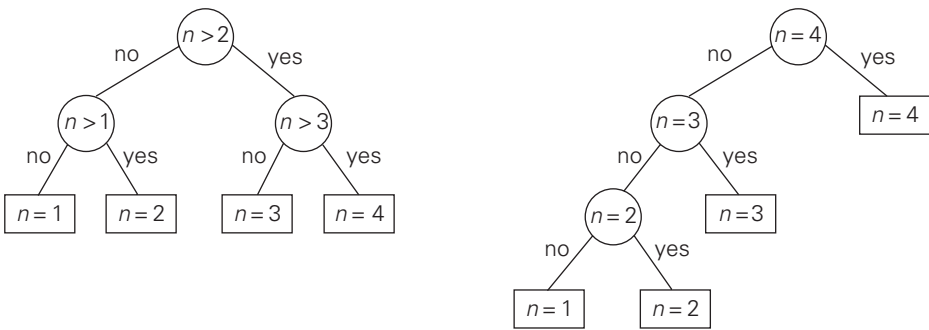 n > 2
no
yes
n > 1
n > 3
no
yes
no
yes
n = 1
n = 2
n = 3
n = 4
n = 4
no
yes
n = 3
n = 4
no
yes
n = 2
n = 3
no
yes
n = 1
n = 2